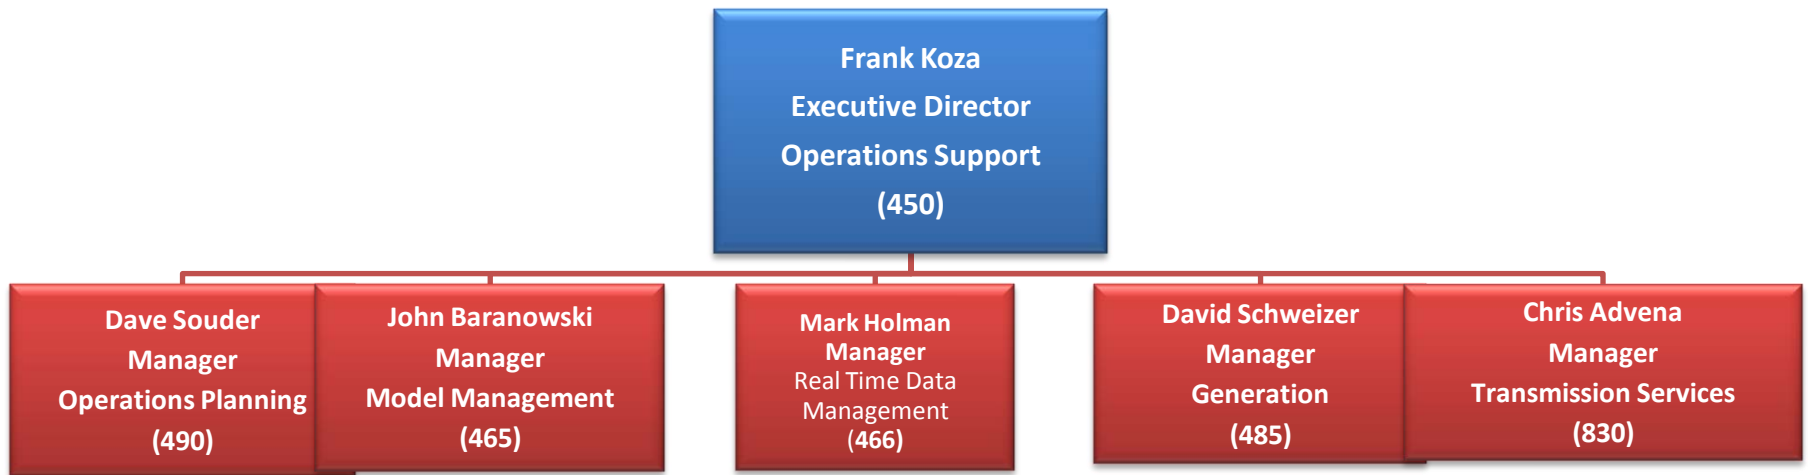 Frank Koza
Executive Director
Operations Support
(450)
Dave Souder
Manager
Operations Planning
(490)
John Baranowski
Manager
Model Management
(465)
Mark Holman
Manager
Real Time Data
Management
(466)
David Schweizer
Manager
Generation
(485)
Chris Advena
Manager
Transmission Services
(830)